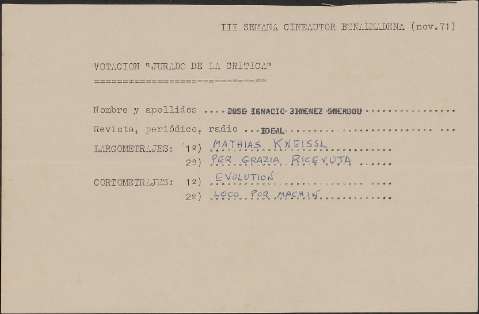 III SEMANA CINEAUTOR BENALMADENA (nov.71)
VOTACION "JURADO DE LA CRITICA"
==============================
Nombre y apellidos .... JOSE IGNACIO JIMENEZ ................
Revista, periódico, radio ...IDEAL............................ ...
LARGOMETRAJES: 1º) MATHIAS KNEISSL ......
2º) PER GRAZIA RICEVUTA ......
CORTOMETRAJES: 1º) EVOLUTION .... ....
2º) LOCO POR MACHIN ............